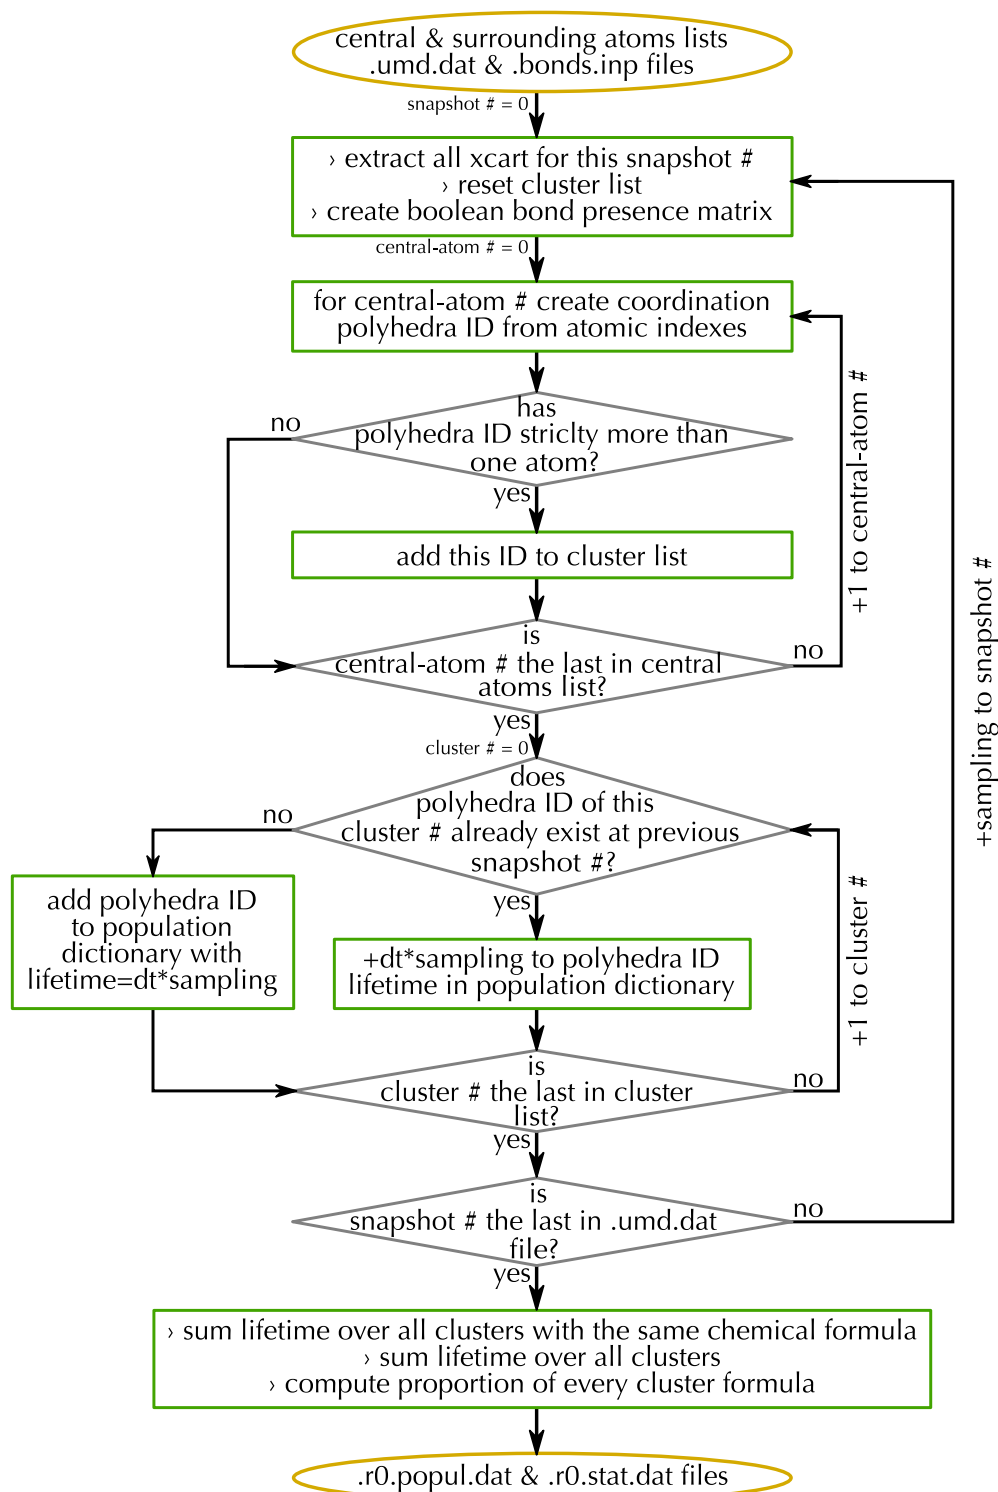 central & surrounding atoms lists
.umd.dat & .bonds.inp files
snapshot # = 0
› extract all xcart for this snapshot #
› reset cluster list
› create boolean bond presence matrix
central-atom # = 0
for central-atom # create coordination
polyhedra ID from atomic indexes
has
polyhedra ID striclty more than
one atom?
no
yes
add this ID to cluster list
+1 to central-atom #
is
central-atom # the last in central
atoms list?
no
yes
+sampling to snapshot #
cluster # = 0
does
polyhedra ID of this
cluster # already exist at previous
snapshot #?
no
yes
add polyhedra ID
to population
dictionary with
lifetime=dt*sampling
+dt*sampling to polyhedra ID
lifetime in population dictionary
+1 to cluster #
is
cluster # the last in cluster
list?
no
yes
is
snapshot # the last in .umd.dat
file?
no
yes
› sum lifetime over all clusters with the same chemical formula
› sum lifetime over all clusters
› compute proportion of every cluster formula
.r0.popul.dat & .r0.stat.dat files